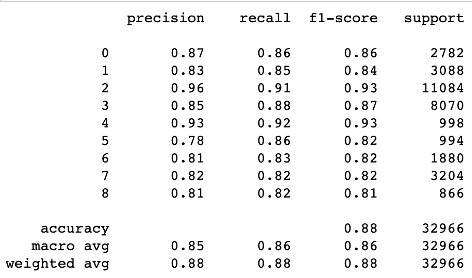 precision recall f1-score support
0 0.87 0.86 0.86 2782
1 0.83 0.85 0.84 3088
2 0.96 0.91 0.93 11084
3 0.85 0.88 0.87 8070
4 0.93 0.92 0.93 998
5 0.78 0.86 0.82 994
6 0.81 0.83 0.82 1880
7 0.82 0.82 0.82 3204
8 0.81 0.82 0.81 866
accuracy 0.88 32966
macro avg 0.85 0.86 0.86 32966
weighted avg 0.88 0.88 0.88 32966